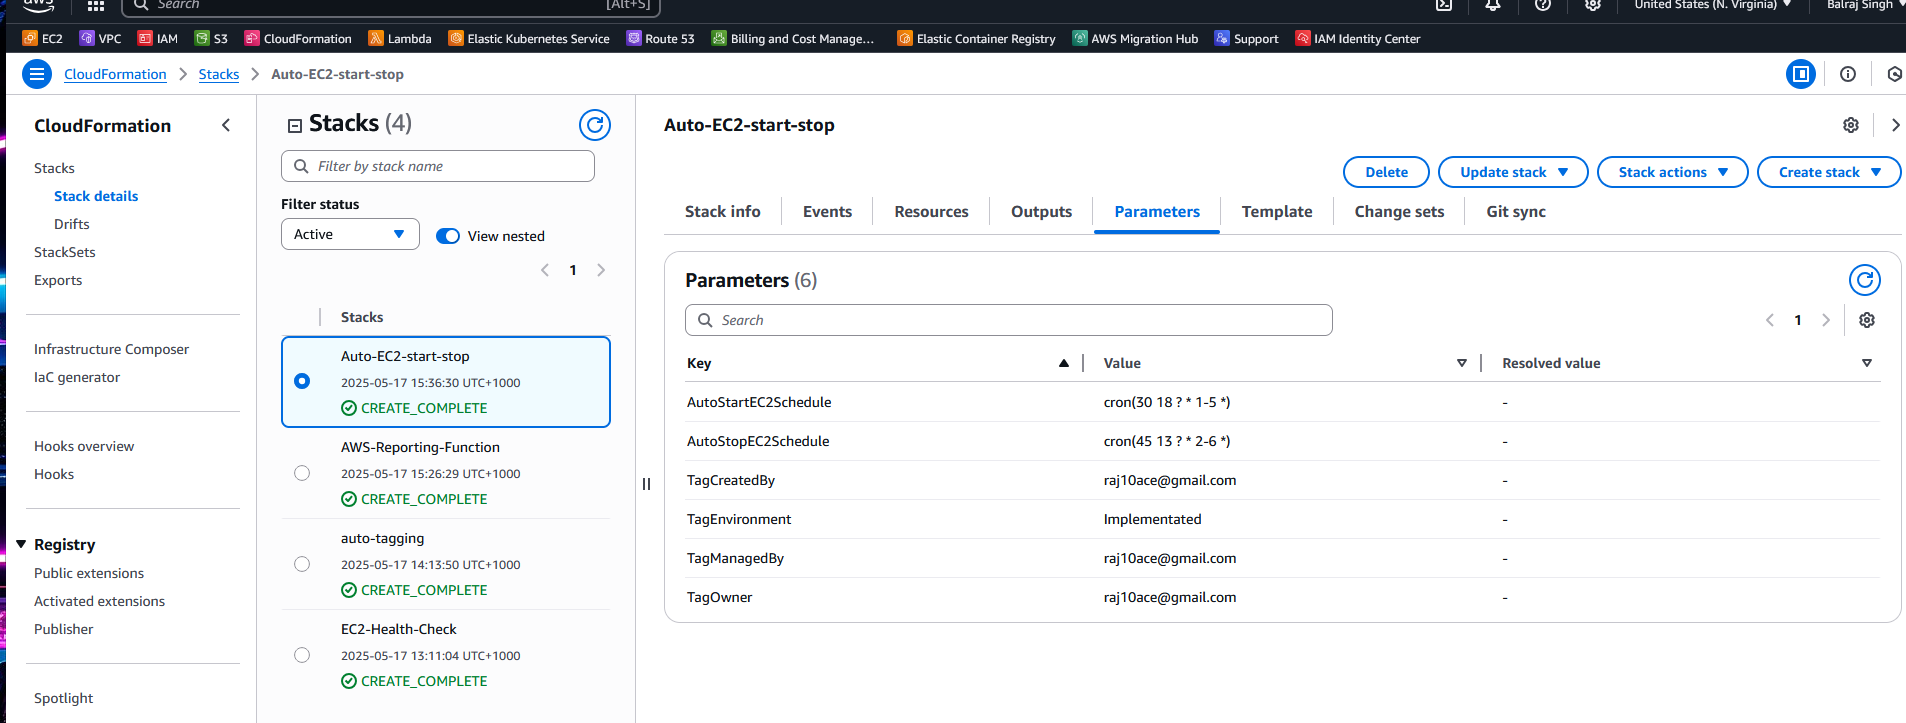 aws
Search
[Alt+S]
United States (N. Virginia)
Balraj Singh
EC2
VPC
IAM
S3
CloudFormation
Lambda
Elastic Kubernetes Service
Route 53
Billing and Cost Manage...
Elastic Container Registry
AWS Migration Hub
Support
IAM Identity Center
CloudFormation
Stacks
Auto-EC2-start-stop
CloudFormation
Stacks
Stack details
Drifts
StackSets
Exports
Infrastructure Composer
IaC generator
Hooks overview
Hooks
Registry
Public extensions
Activated extensions
Publisher
Spotlight
Stacks (4)
Filter by stack name
Filter status
Active
View nested
1
Stacks
Auto-EC2-start-stop
2025-05-17 15:36:30 UTC+1000
CREATE_COMPLETE
AWS-Reporting-Function
2025-05-17 15:26:29 UTC+1000
CREATE_COMPLETE
auto-tagging
2025-05-17 14:13:50 UTC+1000
CREATE_COMPLETE
EC2-Health-Check
2025-05-17 13:11:04 UTC+1000
CREATE_COMPLETE
Auto-EC2-start-stop
Delete
Update stack
Stack actions
Create stack
Stack info
Events
Resources
Outputs
Parameters
Template
Change sets
Git sync
Parameters (6)
Search
1
Key Value Resolved value
AutoStartEC2Schedule cron(30 18 ? * 1-5 *) -
AutoStopEC2Schedule cron(45 13 ? * 2-6 *) -
TagCreatedBy raj10ace@gmail.com -
TagEnvironment Implementated -
TagManagedBy raj10ace@gmail.com -
TagOwner raj10ace@gmail.com -